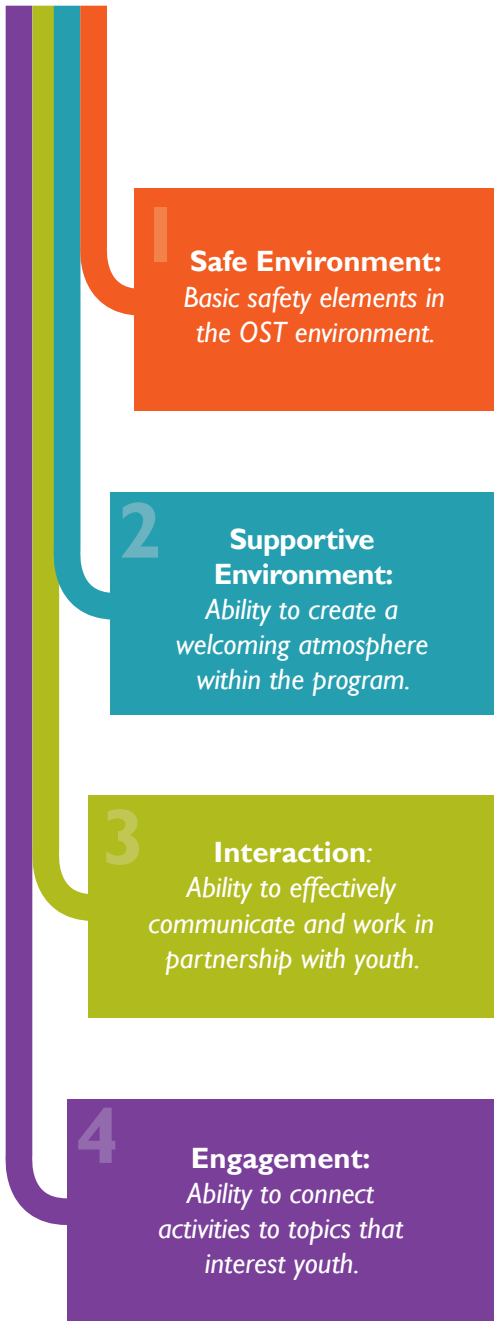 1
Safe Environment:
Basic safety elements in
the OST environment.
2
Supportive
Environment:
Ability to create a
welcoming atmosphere
within the program.
3
Interaction:
Ability to effectively
communicate and work in
partnership with youth.
4
Engagement:
Ability to connect
activities to topics that
interest youth.